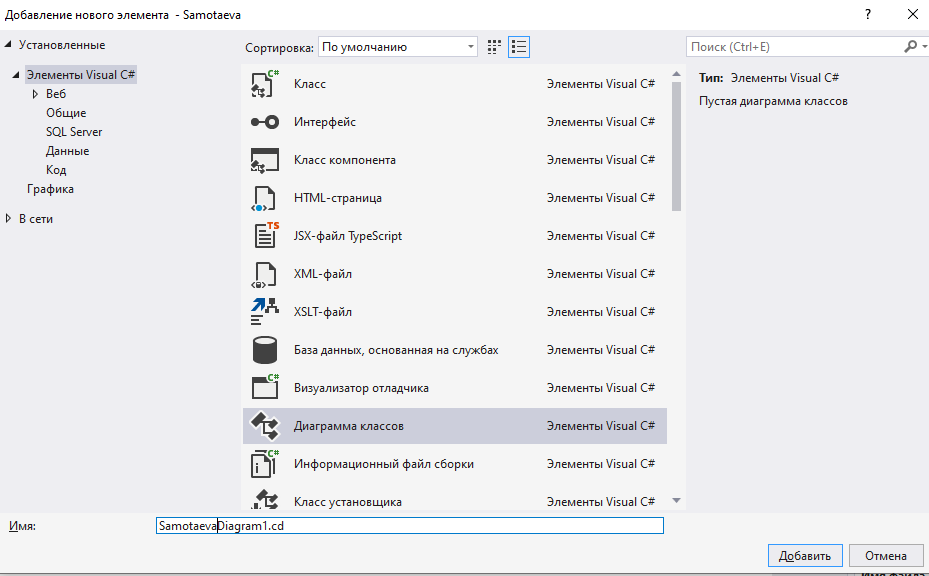 Добавление нового элемента - Samotaeva
?
Установленные
Элементы Visual C#
Веб
Общие
SQL Server
Данные
Код
Графика
В сети
Сортировка: По умолчанию
Поиск (Ctrl+E)
C# Класс Элементы Visual C#
Интерфейс Элементы Visual C#
Класс компонента Элементы Visual C#
HTML-страница Элементы Visual C#
TS JSX-файл TypeScript Элементы Visual C#
XML-файл Элементы Visual C#
XSLT-файл Элементы Visual C#
База данных, основанная на службах Элементы Visual C#
C# Визуализатор отладчика Элементы Visual C#
Диаграмма классов Элементы Visual C#
C# Информационный файл сборки Элементы Visual C#
Класс установщика Элементы Visual C#
Тип: Элементы Visual C#
Пустая диаграмма классов
Имя: SamotaevaDiagram1.cd
Добавить Отмена